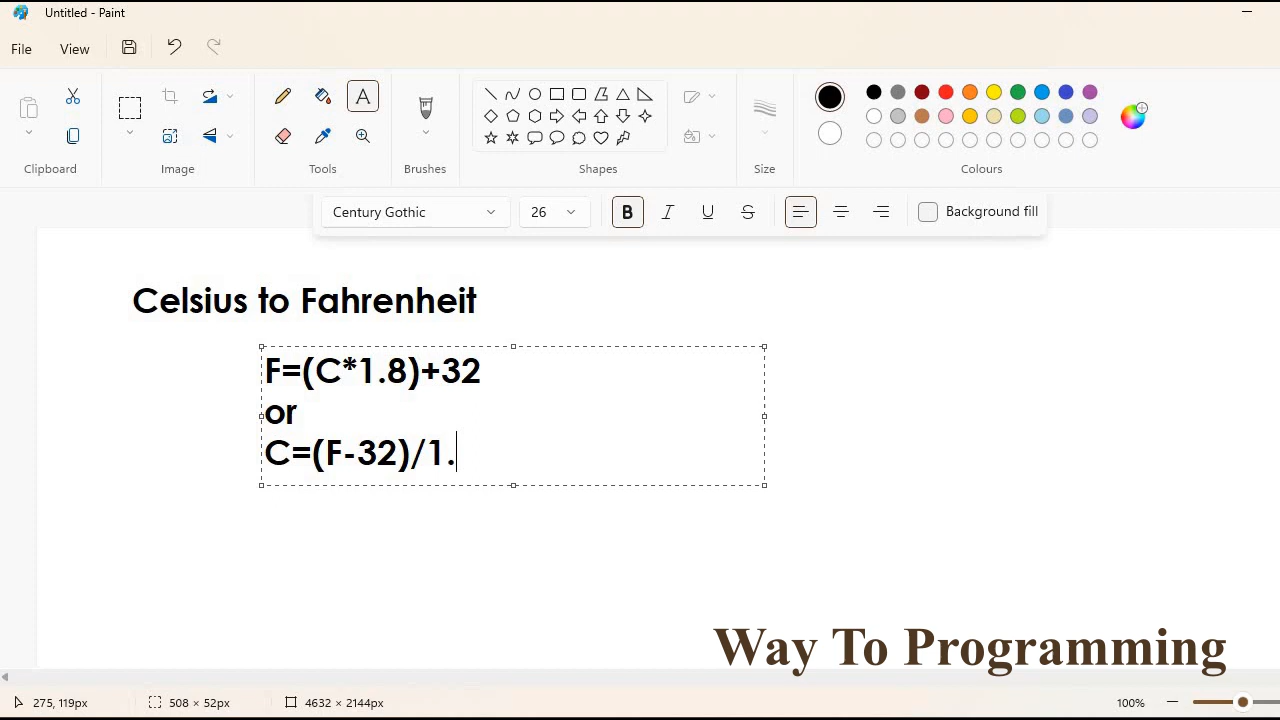 Untitled - Paint
File View
Clipboard Image Tools Brushes Shapes Size Colours
Century Gothic 26 B I U S Background fill
Celsius to Fahrenheit
F=(C*1.8)+32
or
C=(F-32)/1.
Way To Programming
275, 119px 508 × 52px 4632 × 2144px 100%